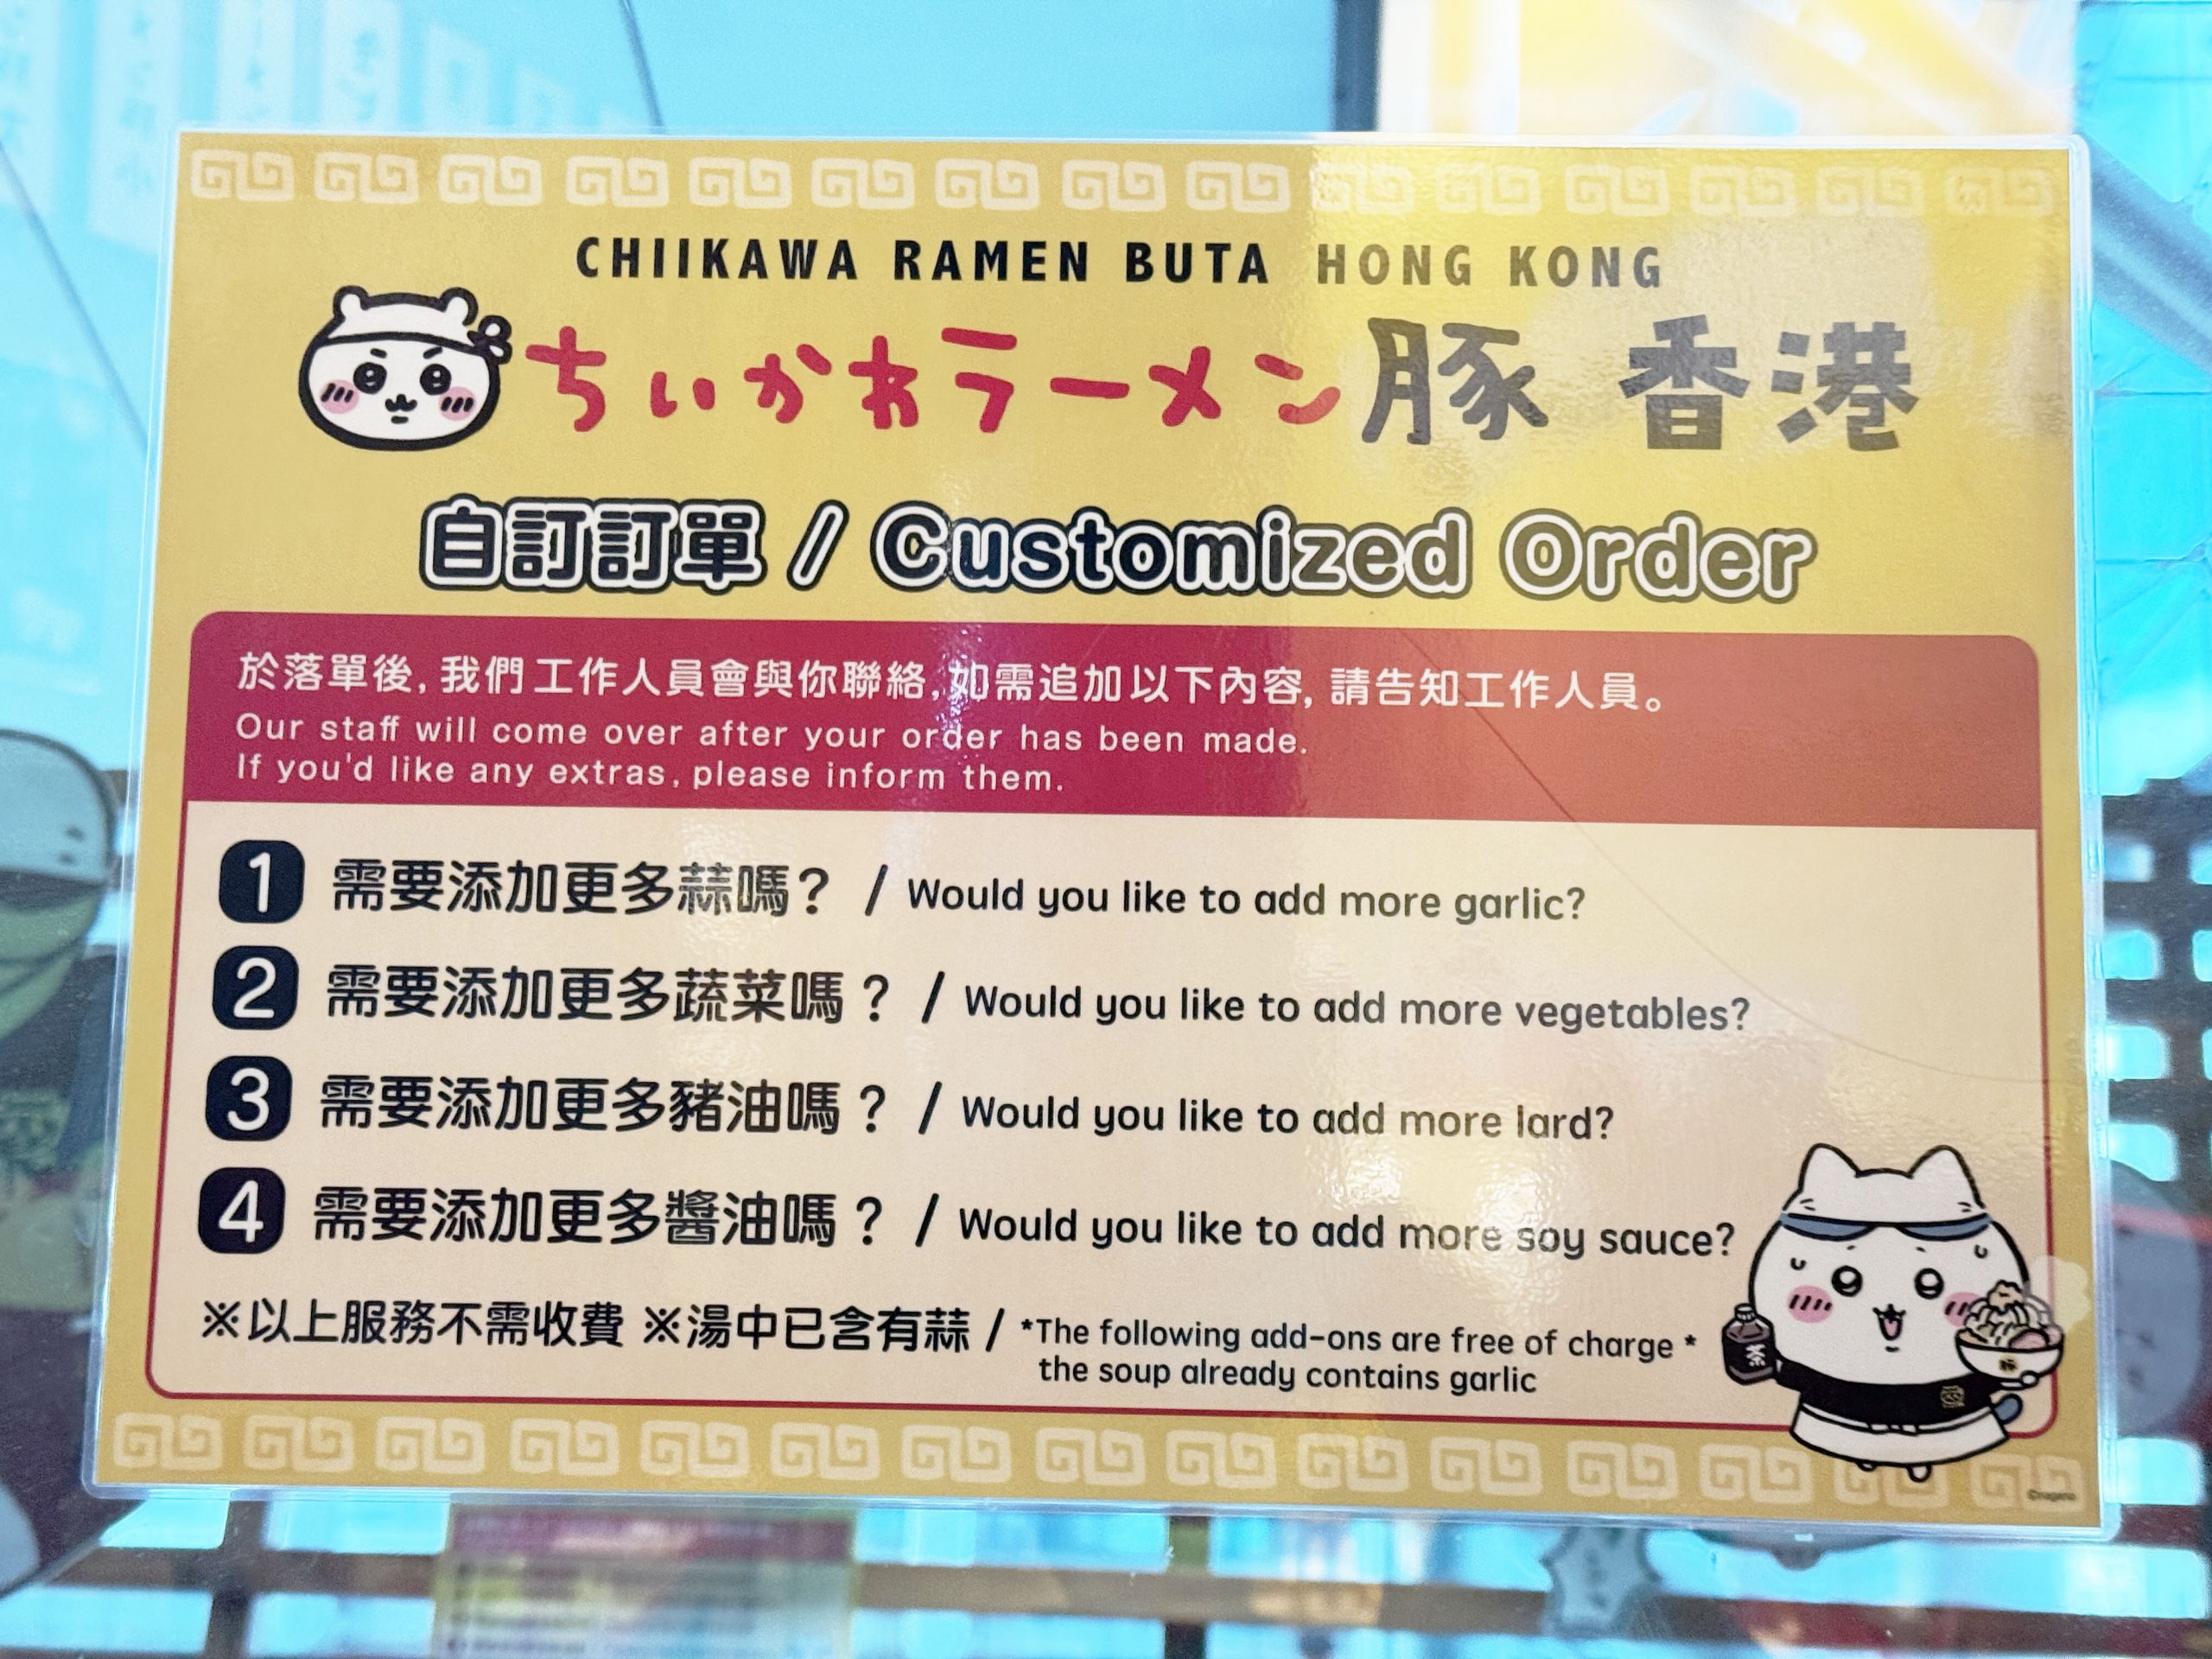 CHIIKAWA RAMEN BUTA HONG KONG
ちいかわラーメン豚 香港
自訂訂單 / Customized Order
於落單後, 我們工作人員會與你聯絡, 如需追加以下內容, 請告知工作人員。
Our staff will come over after your order has been made.
If you'd like any extras, please inform them.
1 需要添加更多蒜嗎? / Would you like to add more garlic?
2 需要添加更多蔬菜嗎? / Would you like to add more vegetables?
3 需要添加更多豬油嗎? / Would you like to add more lard?
4 需要添加更多醬油嗎? / Would you like to add more soy sauce?
※以上服務不需收費 ※湯中已含有蒜 / *The following add-ons are free of charge *
the soup already contains garlic
©nagano